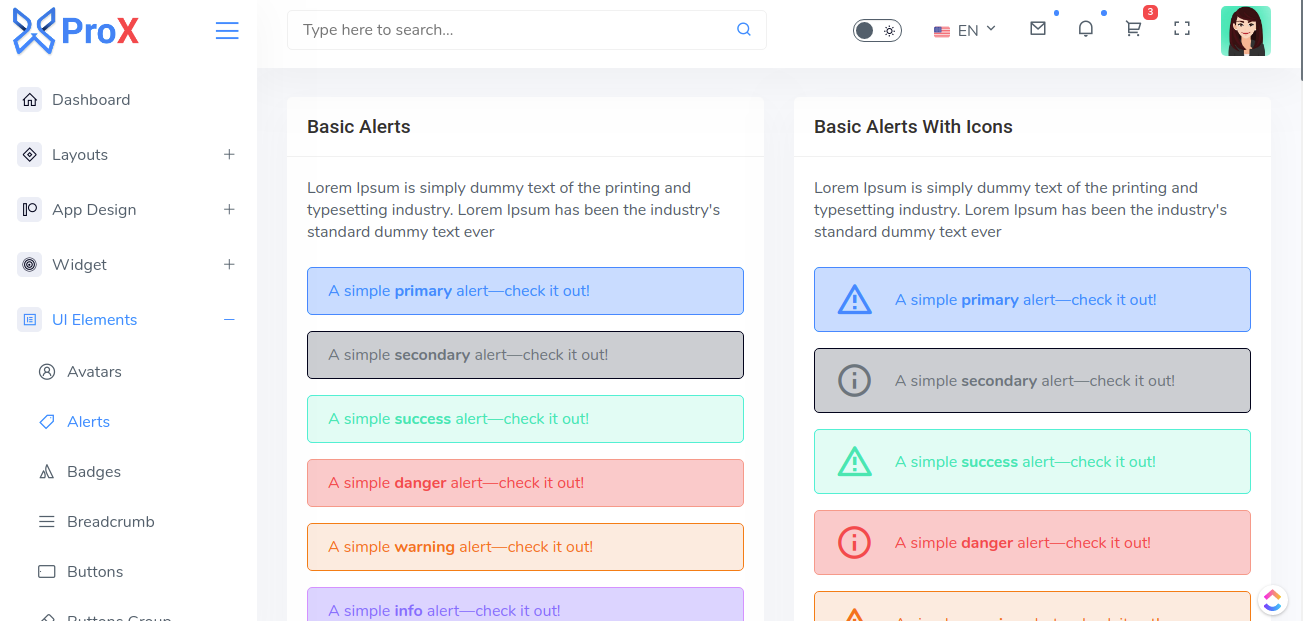 ProX
Type here to search...
EN
3
Dashboard
Layouts
App Design
Widget
UI Elements
Avatars
Alerts
Badges
Breadcrumb
Buttons
Buttons Group
Basic Alerts
Lorem Ipsum is simply dummy text of the printing and
typesetting industry. Lorem Ipsum has been the industry's
standard dummy text ever
A simple primary alert—check it out!
A simple secondary alert—check it out!
A simple success alert—check it out!
A simple danger alert—check it out!
A simple warning alert—check it out!
A simple info alert—check it out!
Basic Alerts With Icons
Lorem Ipsum is simply dummy text of the printing and
typesetting industry. Lorem Ipsum has been the industry's
standard dummy text ever
A simple primary alert—check it out!
A simple secondary alert—check it out!
A simple success alert—check it out!
A simple danger alert—check it out!